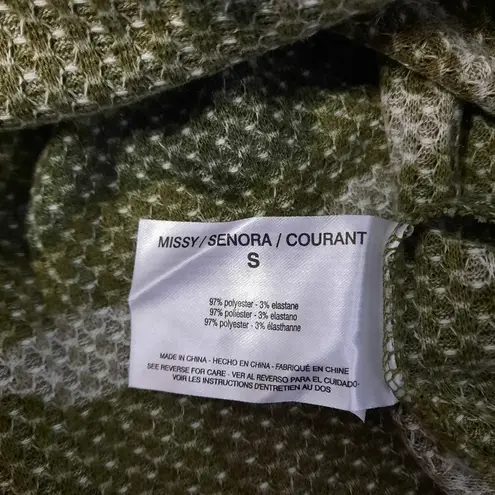 MISSY/SENORA / COURANT
S
97% polyester - 3% elastane
97% poliester - 3% elastano
97% polyester - 3% élasthanne
MADE IN CHINA - HECHO EN CHINA - FABRIQUÉ EN CHINE
SEE REVERSE FOR CARE - VER AL REVERSO PARA EL CUIDADO-
VOIR LES INSTRUCTIONS D'ENTRETIEN AU DOS